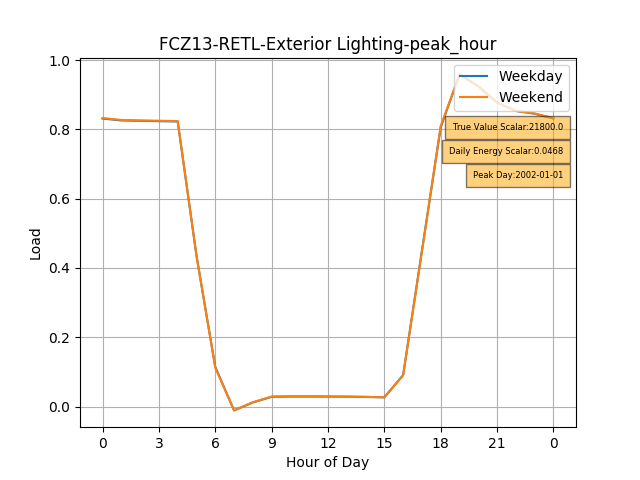 FCZ13-RETL-Exterior Lighting-peak_hour
Weekday
Weekend
True Value Scalar:21800.0
Daily Energy Scalar:0.0468
Peak Day:2002-01-01
Load
1.0
0.8
0.6
0.4
0.2
0.0
0 3 6 9 12 15 18 21 0
Hour of Day